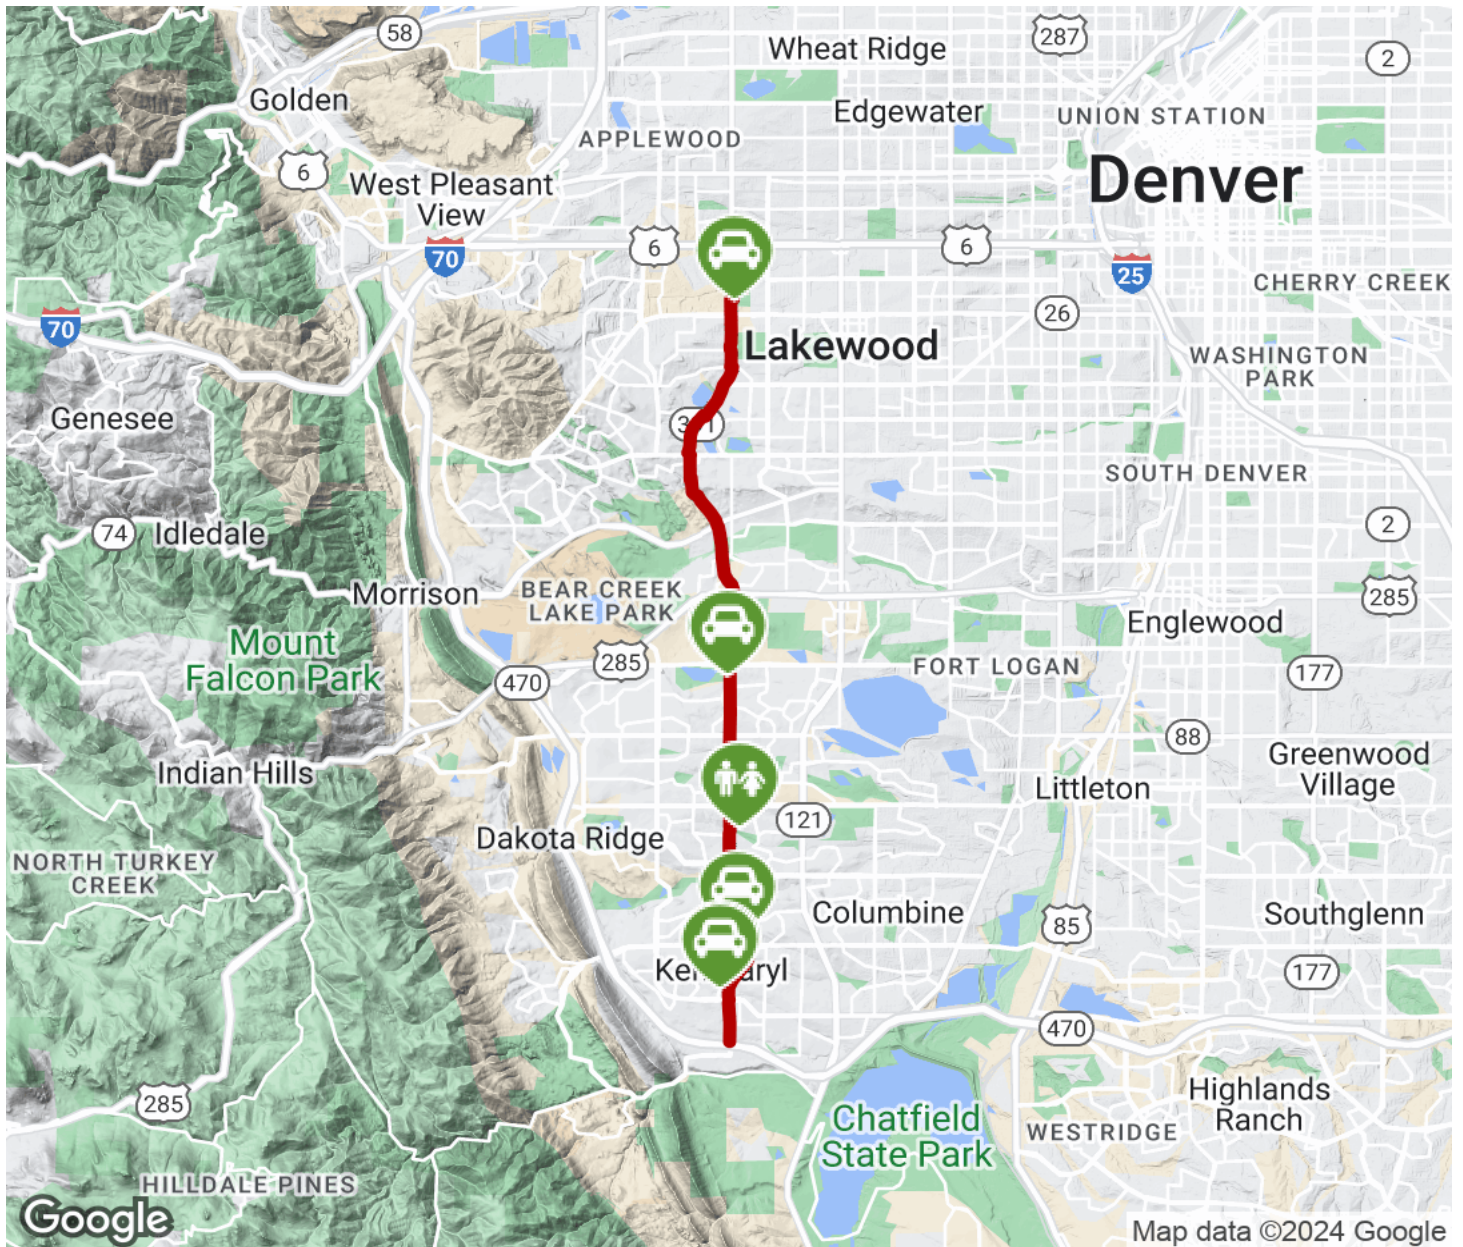 58
287
Wheat Ridge
2
Golden
Edgewater
UNION STATION
APPLEWOOD
6
West Pleasant
View
Denver
6
6
70
25
CHERRY CREEK
26
70
Lakewood
WASHINGTON
PARK
Genesee
SOUTH DENVER
74
Idledale
2
Morrison
BEAR CREEK
LAKE PARK
285
Englewood
Mount
Falcon Park
285
FORT LOGAN
177
470
88
Indian Hills
Greenwood
Village
Littleton
121
Dakota Ridge
NORTH TURKEY
CREEK
Columbine
85
Southglenn
177
470
285
Highlands
Ranch
Chatfield
State Park
WESTRIDGE
HILLDALE PINES
Google
Map data ©2024 Google